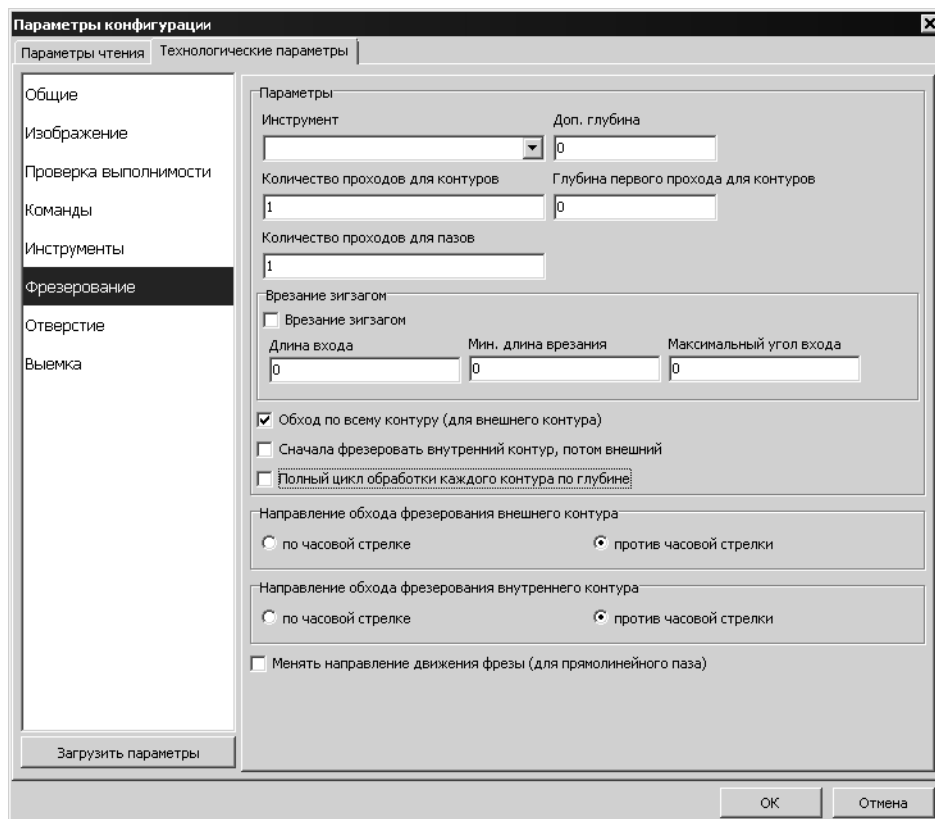 Параметры конфигурации
Параметры чтения
Технологические параметры
Общие
Изображение
Проверка выполнимости
Команды
Инструменты
Фрезерование
Отверстие
Выемка
Загрузить параметры
Параметры
Инструмент
Доп. глубина
0
Количество проходов для контуров
Глубина первого прохода для контуров
1
0
Количество проходов для пазов
1
Врезание зигзагом
Врезание зигзагом
Длина входа
Мин. длина врезания
Максимальный угол входа
0
0
0
Обход по всему контуру (для внешнего контура)
Сначала фрезеровать внутренний контур, потом внешний
Полный цикл обработки каждого контура по глубине
Направление обхода фрезерования внешнего контура
по часовой стрелке
против часовой стрелки
Направление обхода фрезерования внутреннего контура
по часовой стрелке
против часовой стрелки
Менять направление движения фрезы (для прямолинейного паза)
ОК
Отмена